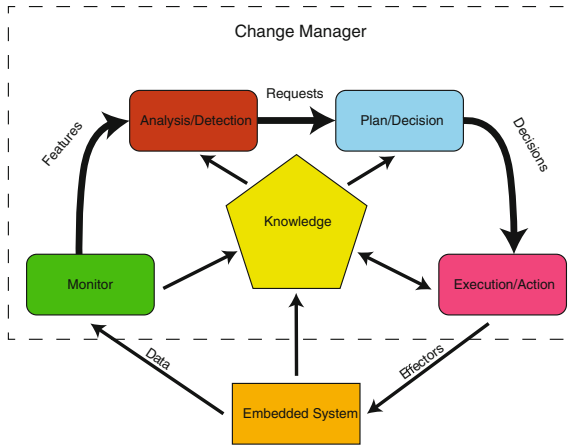 Change Manager
Requests
Analysis/Detection
Plan/Decision
Features
Decisions
Knowledge
Monitor
Execution/Action
Data
Effectors
Embedded System